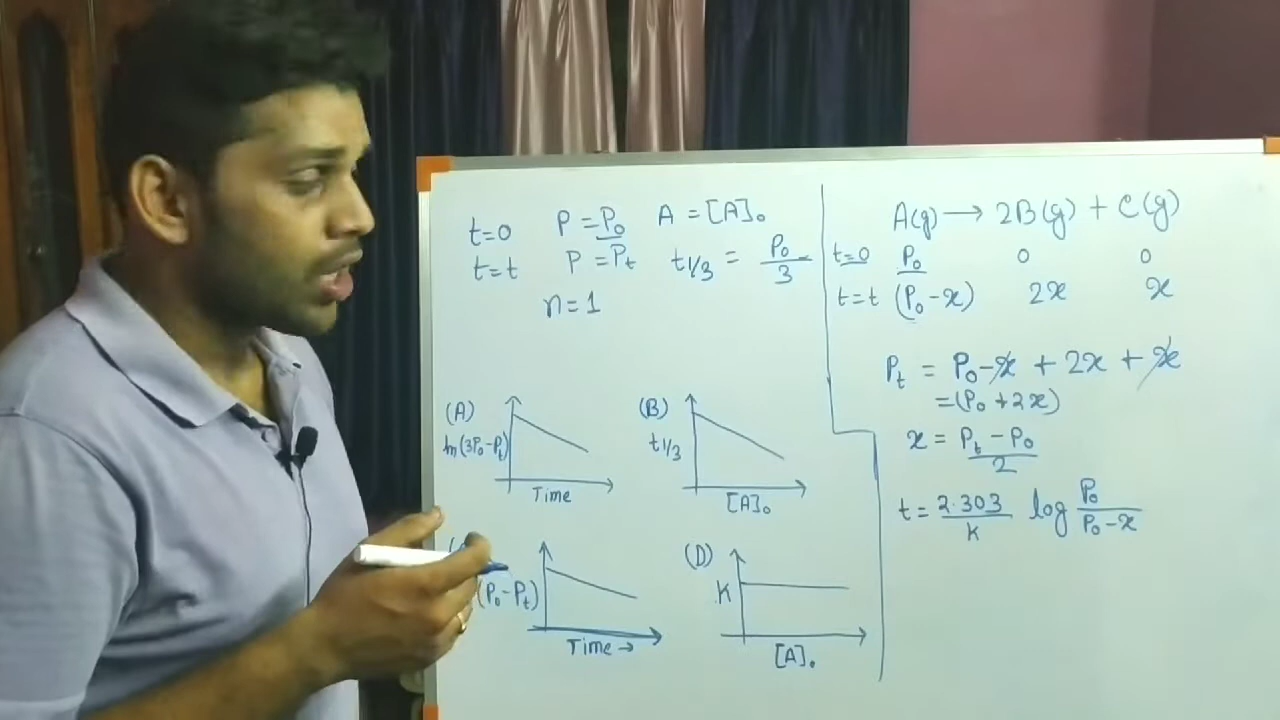 t=0 P = P₀ A = [A]₀
t=t P = Pₜ t1/3 = P₀/3
n=1
(A)
ln(3P₀-Pₜ)
Time
(B)
t1/3
[A]₀
(P₀-Pₜ)
Time →
(D)
K
[A]₀
A(g) → 2B(g) + C(g)
t=0 P₀ 0 0
t=t (P₀-x) 2x x
Pₜ = P₀-x + 2x + x
=(P₀+2x)
x = Pₜ-P₀/2
t = 2.303/K log P₀/P₀-x